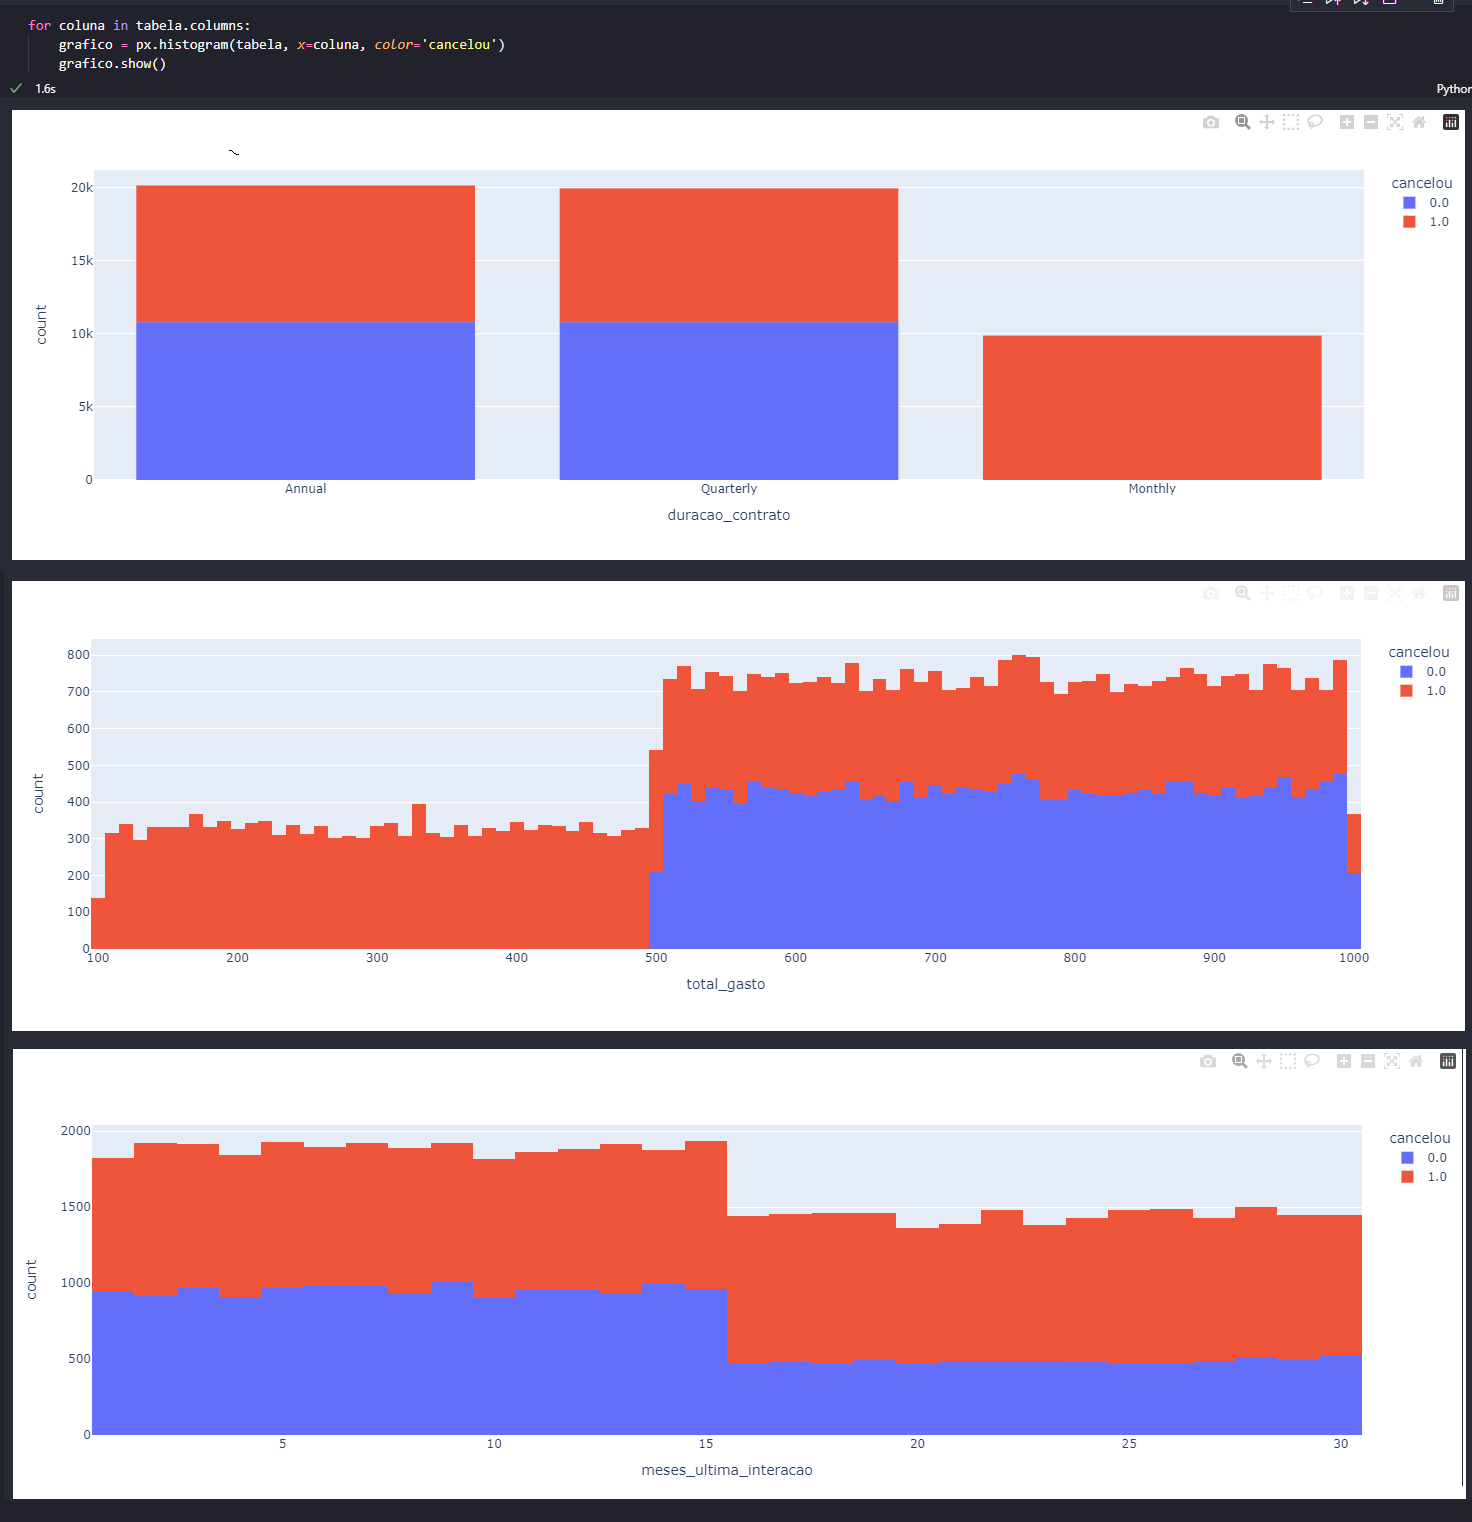 for coluna in tabela.columns:
    grafico = px.histogram(tabela, x=coluna, color='cancelou')
    grafico.show()
1.6s
Python
20k
15k
10k
5k
0
count
Annual
Quarterly
Monthly
duracao_contrato
cancelou
0.0
1.0
800
700
600
500
400
300
200
100
0
count
100
200
300
400
500
600
700
800
900
1000
total_gasto
cancelou
0.0
1.0
2000
1500
1000
500
0
count
5
10
15
20
25
30
meses_ultima_interacao
cancelou
0.0
1.0